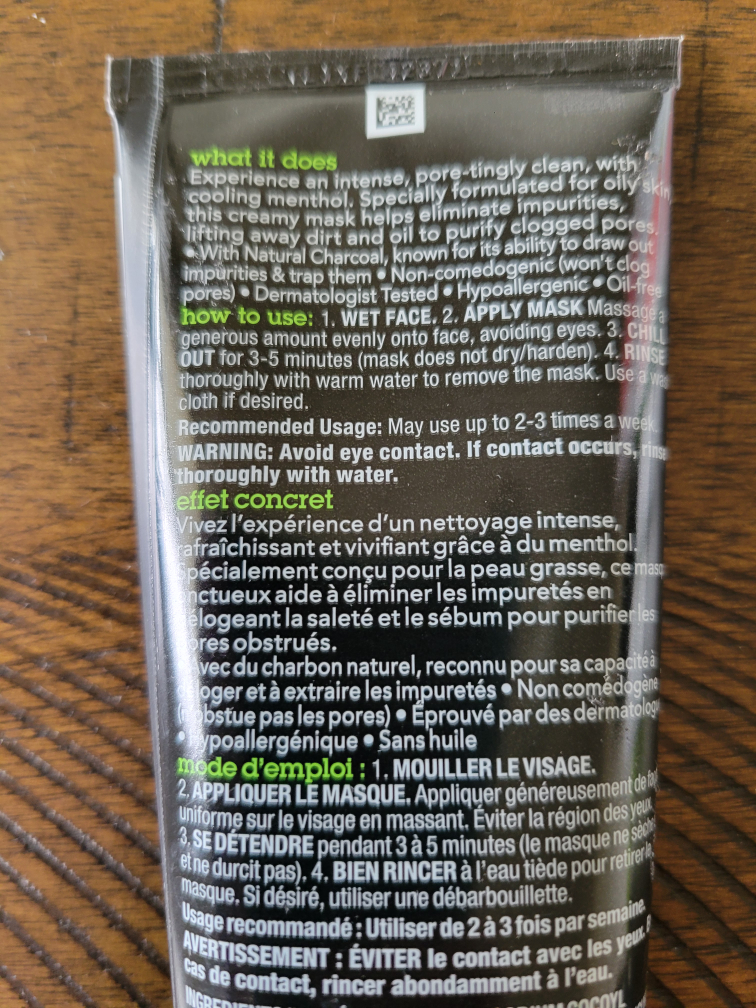 what it does
Experience an intense, pore-tingly clean, with
cooling menthol. Specially formulated for oily skin,
this creamy mask helps eliminate impurities,
lifting away dirt and oil to purify clogged pores.
• With Natural Charcoal, known for its ability to draw out
impurities & trap them • Non-comedogenic (won't clog
pores) • Dermatologist Tested • Hypoallergenic • Oil-free
how to use: 1. WET FACE. 2. APPLY MASK Massage a
generous amount evenly onto face, avoiding eyes. 3. CHILL
OUT for 3-5 minutes (mask does not dry/harden). 4. RINSE
thoroughly with warm water to remove the mask. Use a
cloth if desired.
Recommended Usage: May use up to 2-3 times a week.
WARNING: Avoid eye contact. If contact occurs, rinse
thoroughly with water.
effet concret
Vivez l'expérience d'un nettoyage intense,
rafraîchissant et vivifiant grâce à du menthol.
Spécialement conçu pour la peau grasse, ce
onctueux aide à éliminer les impuretés en
délogeant la saleté et le sébum pour purifier les
pores obstrués.
Avec du charbon naturel, reconnu pour sa capacité à
déloger et à extraire les impuretés • Non comédogène
obstue pas les pores) • Éprouvé par des
• Hypoallergénique • Sans huile
mode d'emploi : 1. MOUILLER LE VISAGE.
2. APPLIQUER LE MASQUE. Appliquer généreusement de
uniforme sur le visage en massant. Éviter la région des yeux.
3. SE DÉTENDRE pendant 3 à 5 minutes (le masque ne
et ne durcit pas). 4. BIEN RINCER à l'eau tiède pour retirer le
masque. Si désiré, utiliser une débarbouillette.
Usage recommandé : Utiliser de 2 à 3 fois par semaine.
AVERTISSEMENT : ÉVITER le contact avec les yeux.
cas de contact, rincer abondamment à l'eau.